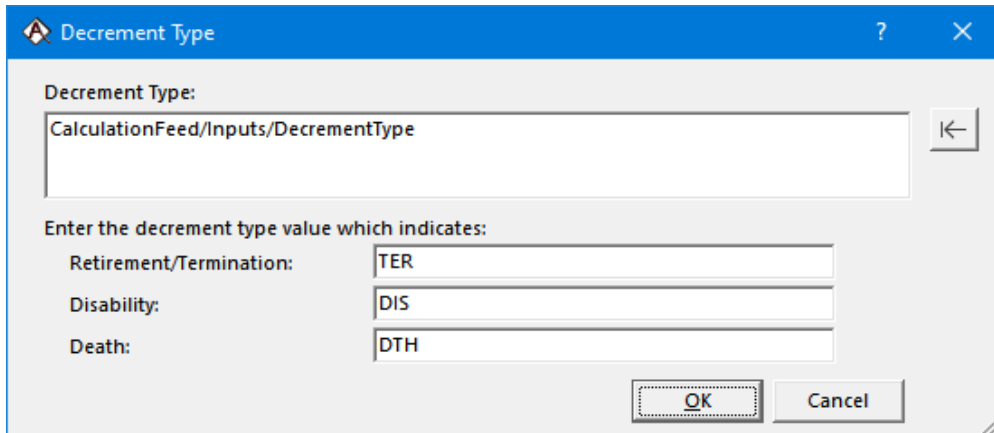 Decrement Type
?
Decrement Type:
CalculationFeed/Inputs/DecrementType
Enter the decrement type value which indicates:
Retirement/Termination: TER
Disability: DIS
Death: DTH
OK Cancel